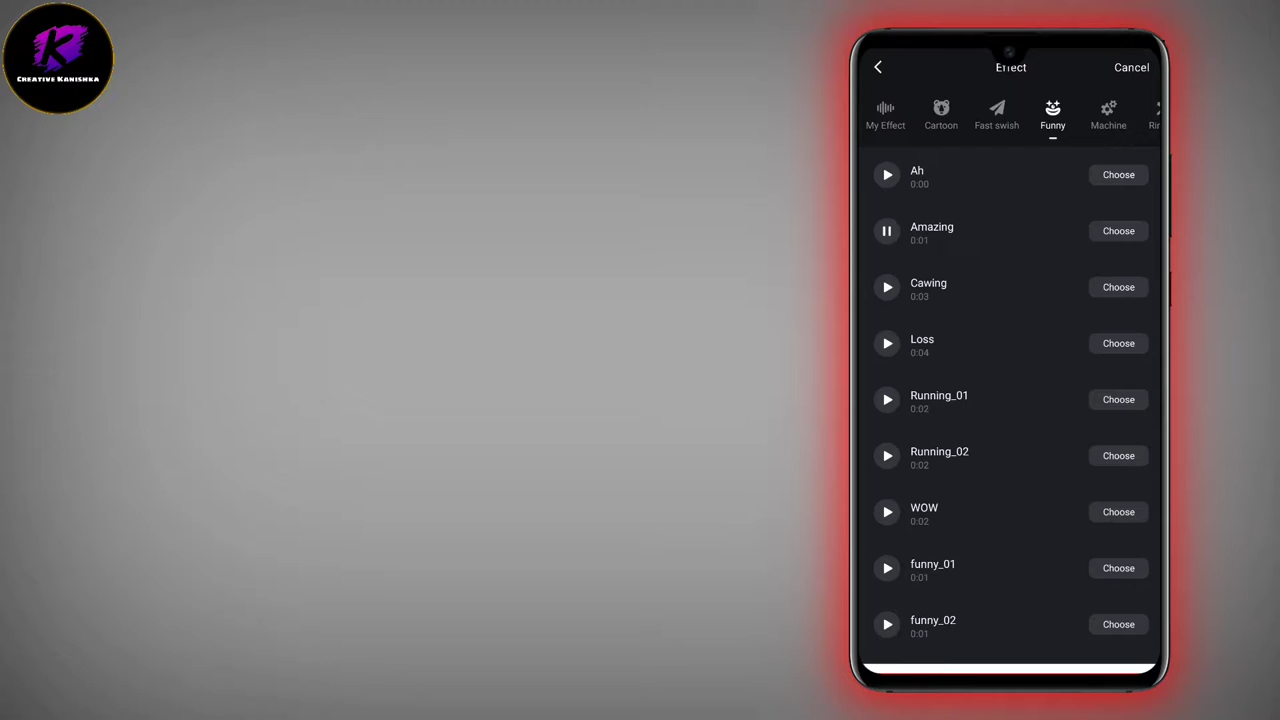 K
CREATIVE KANISHKA
Effect
Cancel
My Effect
Cartoon
Fast swish
Funny
Machine
Ah
0:00
Choose
Amazing
0:01
Choose
Cawing
0:03
Choose
Loss
0:04
Choose
Running_01
0:02
Choose
Running_02
0:02
Choose
WOW
0:02
Choose
funny_01
0:01
Choose
funny_02
0:01
Choose